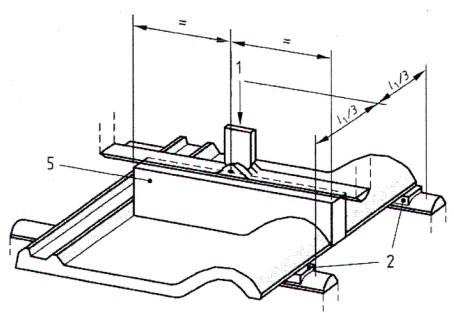 =
=
1
l₁/3
l₁/3
5
2